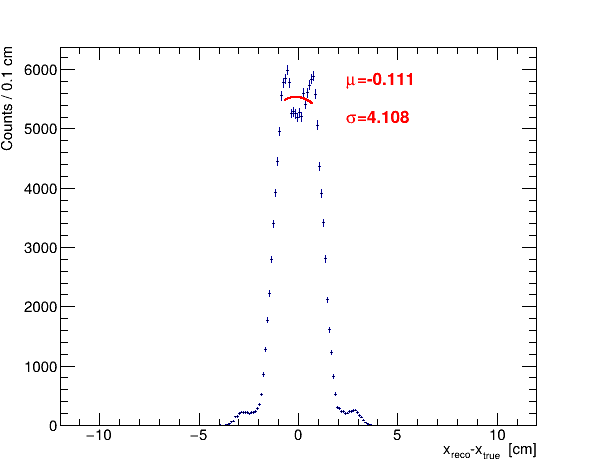 Counts / 0.1 cm
6000
5000
4000
3000
2000
1000
0
μ=-0.111
σ=4.108
−10 −5 0 5 10
x_reco-x_true [cm]